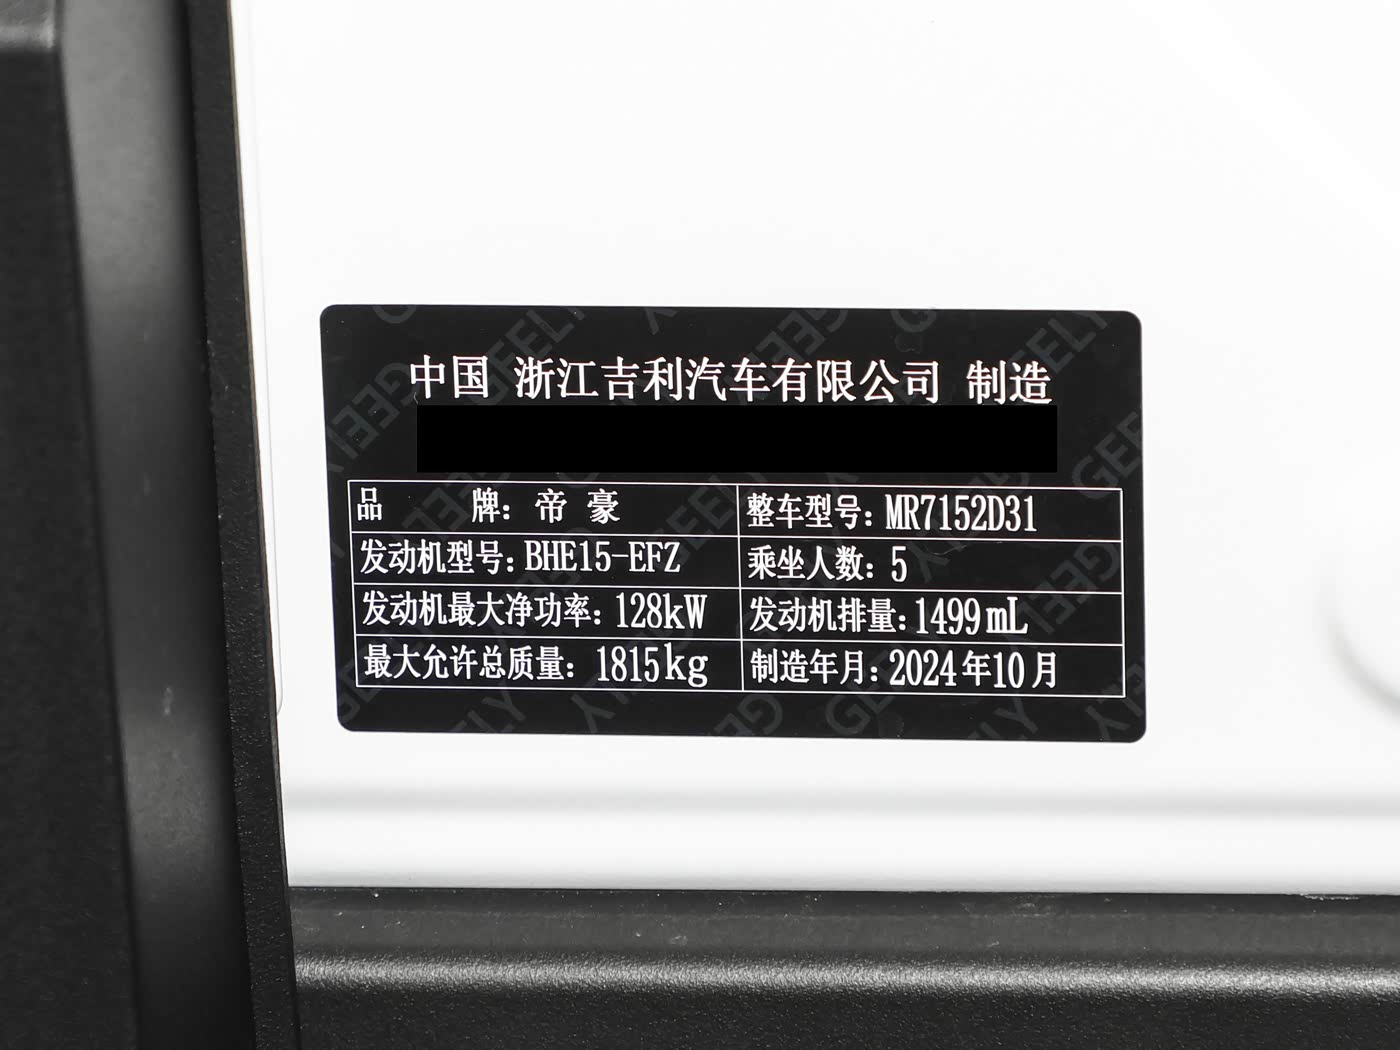 中国 浙江吉利汽车有限公司 制造
品 牌: 帝 豪 整车型号: MR7152D31
发动机型号: BHE15-EFZ 乘坐人数: 5
发动机最大净功率: 128kW 发动机排量: 1499mL
最大允许总质量: 1815kg 制造年月: 2024年10月